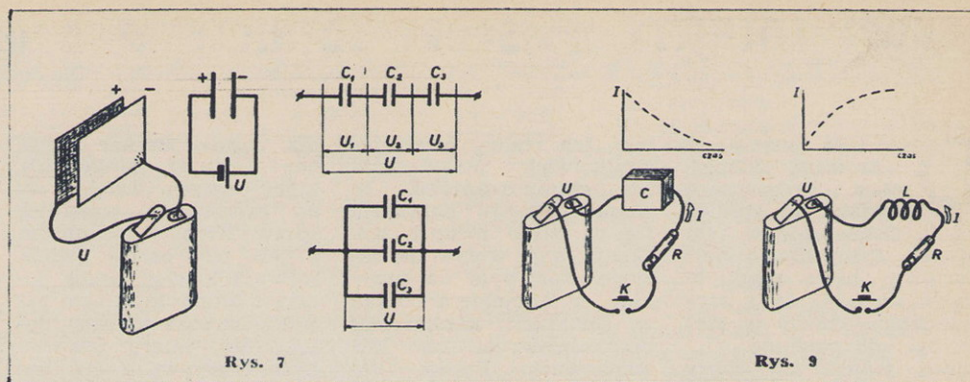 + -
U
+ -
U
C₁ C₂ C₃
U₁ U₂ U₃
U
C₁
C₂
C₃
U
Rys. 7
I
czas
U
C
I
R
K
I
czas
U
L
I
R
K
Rys. 9